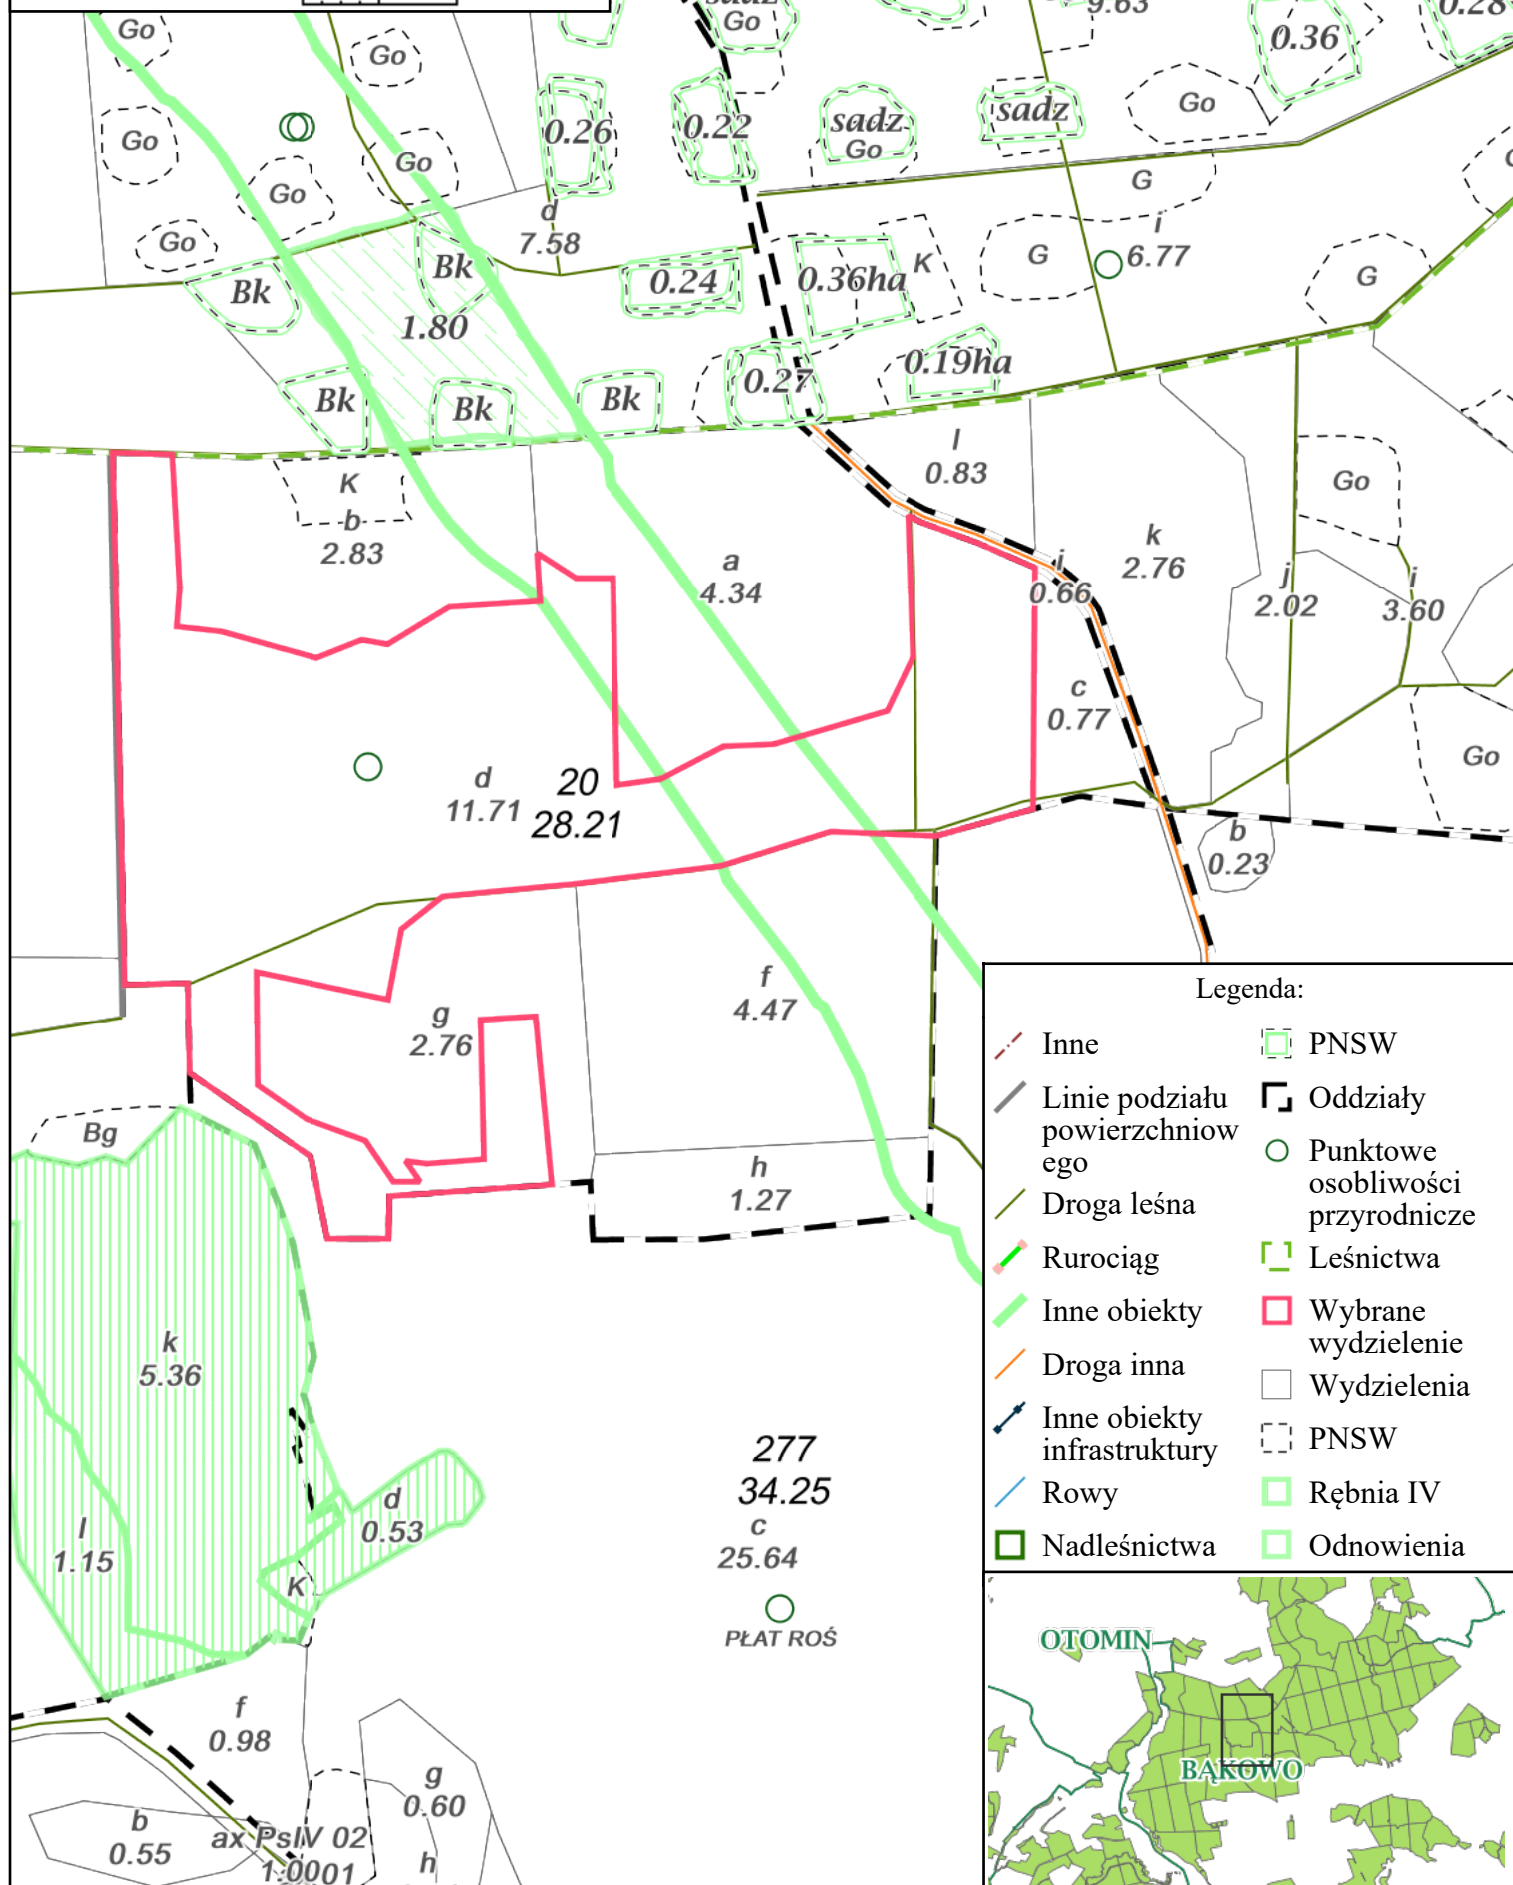 Go
Go
sadz
Go
9.63
0.36
0.28
Go
Go
Go
Go
0.26
0.22
sadz
Go
sadz
Go
G
d
7.58
i
6.77
Bk
Bk
1.80
0.24
0.36ha
K
G
G
Bk
Bk
Bk
0.27
0.19ha
K
b
2.83
l
0.83
a
4.34
i
0.66
k
2.76
j
2.02
Go
i
3.60
c
0.77
Go
d
11.71
20
28.21
b
0.23
g
2.76
f
4.47
h
1.27
Bg
k
5.36
l
1.15
d
0.53
K
277
34.25
c
25.64
PŁAT ROŚ
f
0.98
g
0.60
h
b
0.55
ax PsIV 02
1.0001
Legenda:
Inne
Linie podziału
powierzchniow
ego
Droga leśna
Rurociąg
Inne obiekty
Droga inna
Inne obiekty
infrastruktury
Rowy
Nadleśnictwa
PNSW
Oddziały
Punktowe
osobliwości
przyrodnicze
Leśnictwa
Wybrane
wydzielenie
Wydzielenia
PNSW
Rębnia IV
Odnowienia
OTOMIN
BĄKOWO